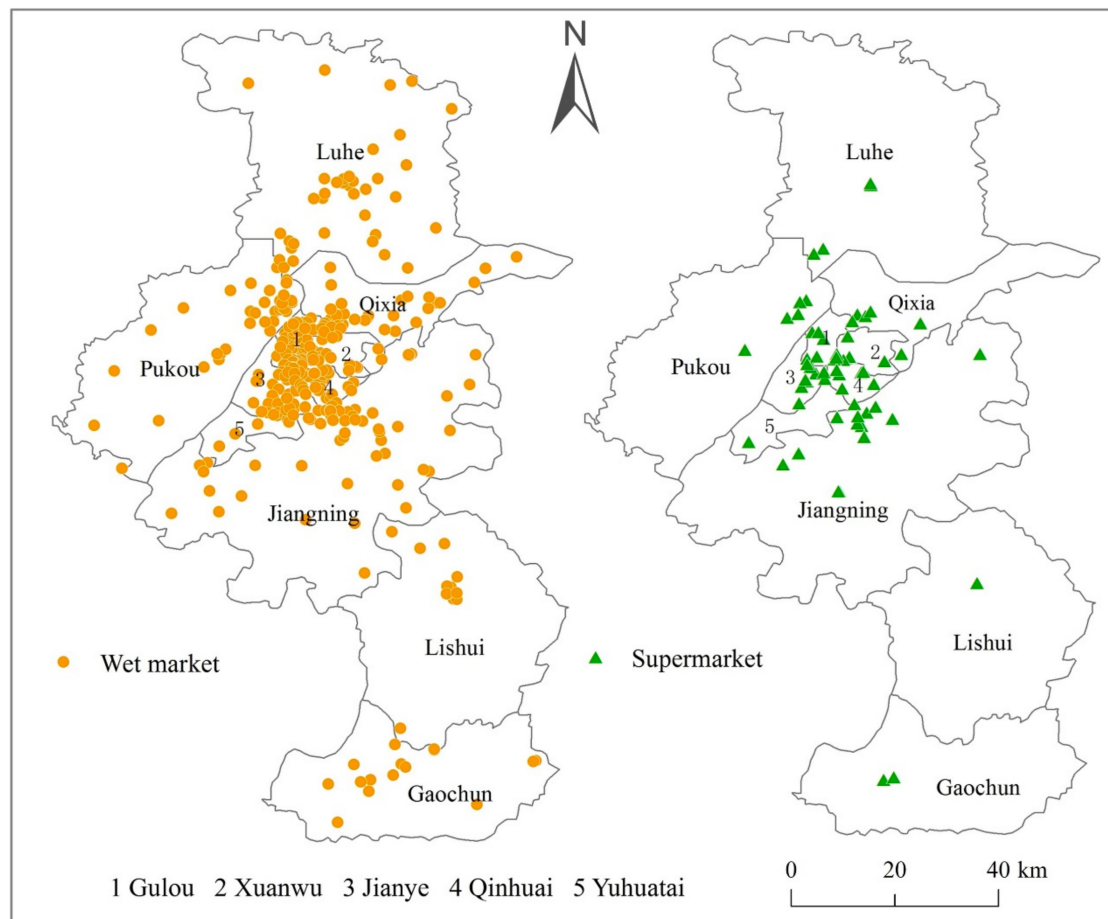 N
Luhe
Luhe
Qixia
Qixia
1
1
2
2
Pukou
Pukou
3
3
4
4
5
5
Jiangning
Jiangning
Lishui
Lishui
Wet market
Supermarket
Gaochun
Gaochun
0 20 40 km
1 Gulou 2 Xuanwu 3 Jianye 4 Qinhuai 5 Yuhuatai